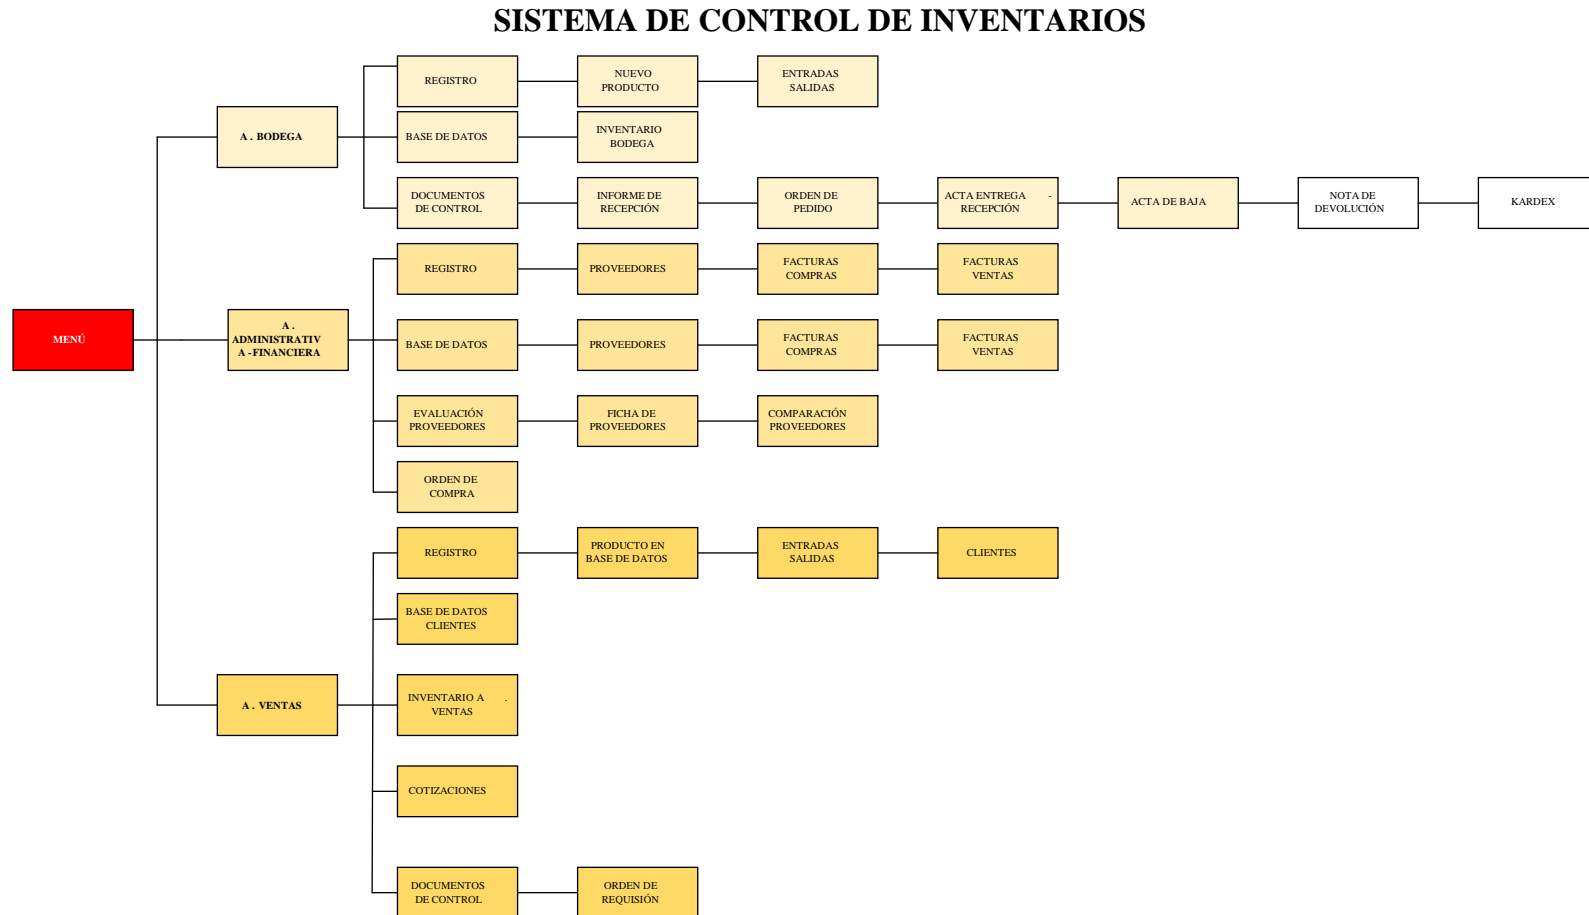 SISTEMA DE CONTROL DE INVENTARIOS
REGISTRO
NUEVO
PRODUCTO
ENTRADAS
SALIDAS
A . BODEGA
BASE DE DATOS
INVENTARIO
BODEGA
DOCUMENTOS
DE CONTROL
INFORME DE
RECEPCIÓN
ORDEN DE
PEDIDO
ACTA ENTREGA -
RECEPCIÓN
ACTA DE BAJA
NOTA DE
DEVOLUCIÓN
KARDEX
REGISTRO
PROVEEDORES
FACTURAS
COMPRAS
FACTURAS
VENTAS
MENÚ
A .
ADMINISTRATIV
A -FINANCIERA
BASE DE DATOS
PROVEEDORES
FACTURAS
COMPRAS
FACTURAS
VENTAS
EVALUACIÓN
PROVEEDORES
FICHA DE
PROVEEDORES
COMPARACIÓN
PROVEEDORES
ORDEN DE
COMPRA
REGISTRO
PRODUCTO EN
BASE DE DATOS
ENTRADAS
SALIDAS
CLIENTES
BASE DE DATOS
CLIENTES
A . VENTAS
INVENTARIO A .
VENTAS
COTIZACIONES
DOCUMENTOS
DE CONTROL
ORDEN DE
REQUISIÓN